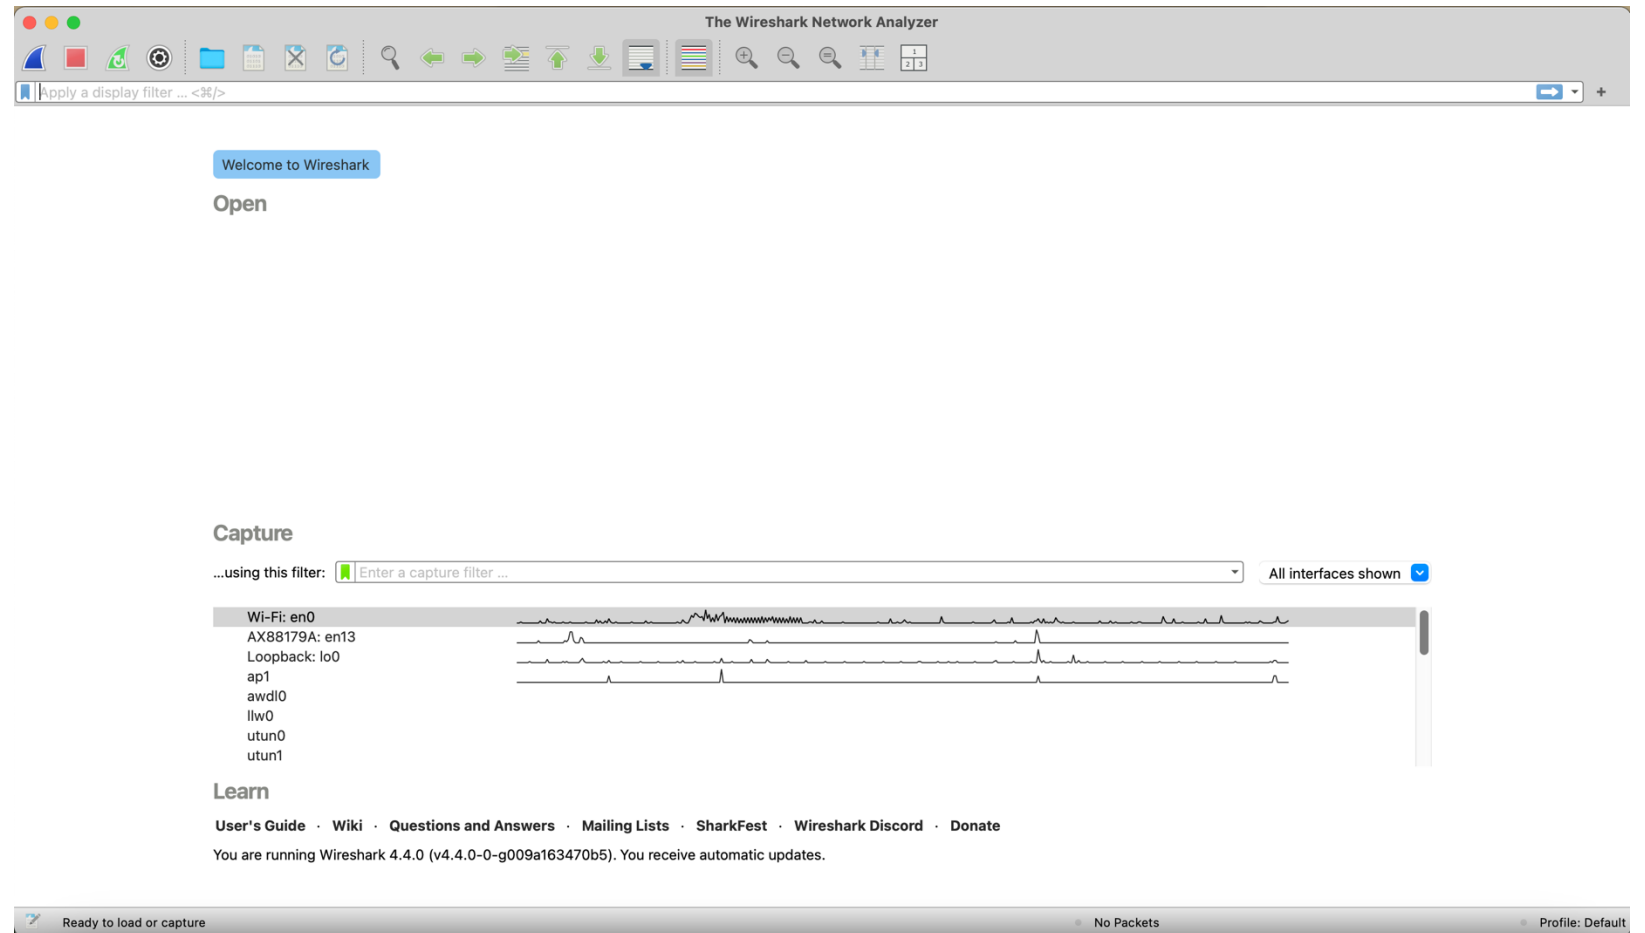 The Wireshark Network Analyzer
1
2 3
Apply a display filter ... <⌘/>
+
Welcome to Wireshark
Open
Capture
...using this filter: Enter a capture filter ... All interfaces shown
Wi-Fi: en0
AX88179A: en13
Loopback: lo0
ap1
awdl0
llw0
utun0
utun1
Learn
User's Guide · Wiki · Questions and Answers · Mailing Lists · SharkFest · Wireshark Discord · Donate
You are running Wireshark 4.4.0 (v4.4.0-0-g009a163470b5). You receive automatic updates.
Ready to load or capture No Packets Profile: Default